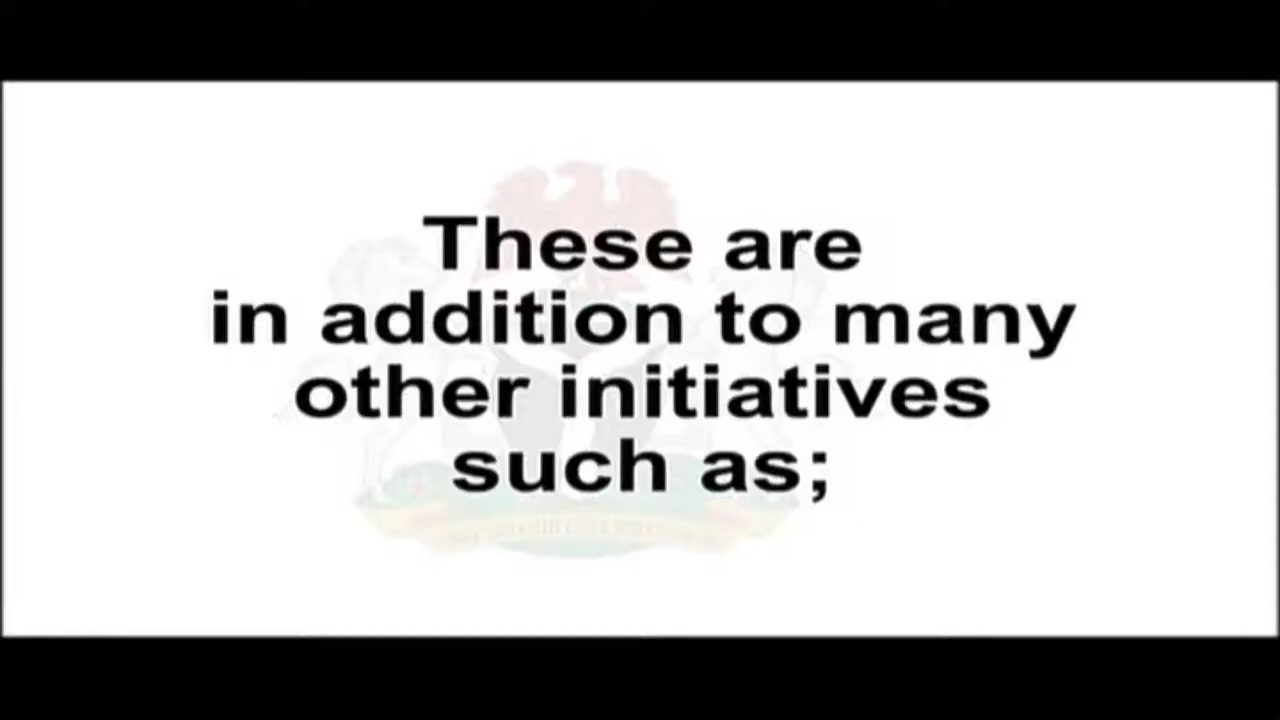 These are
in addition to many
other initiatives
such as;